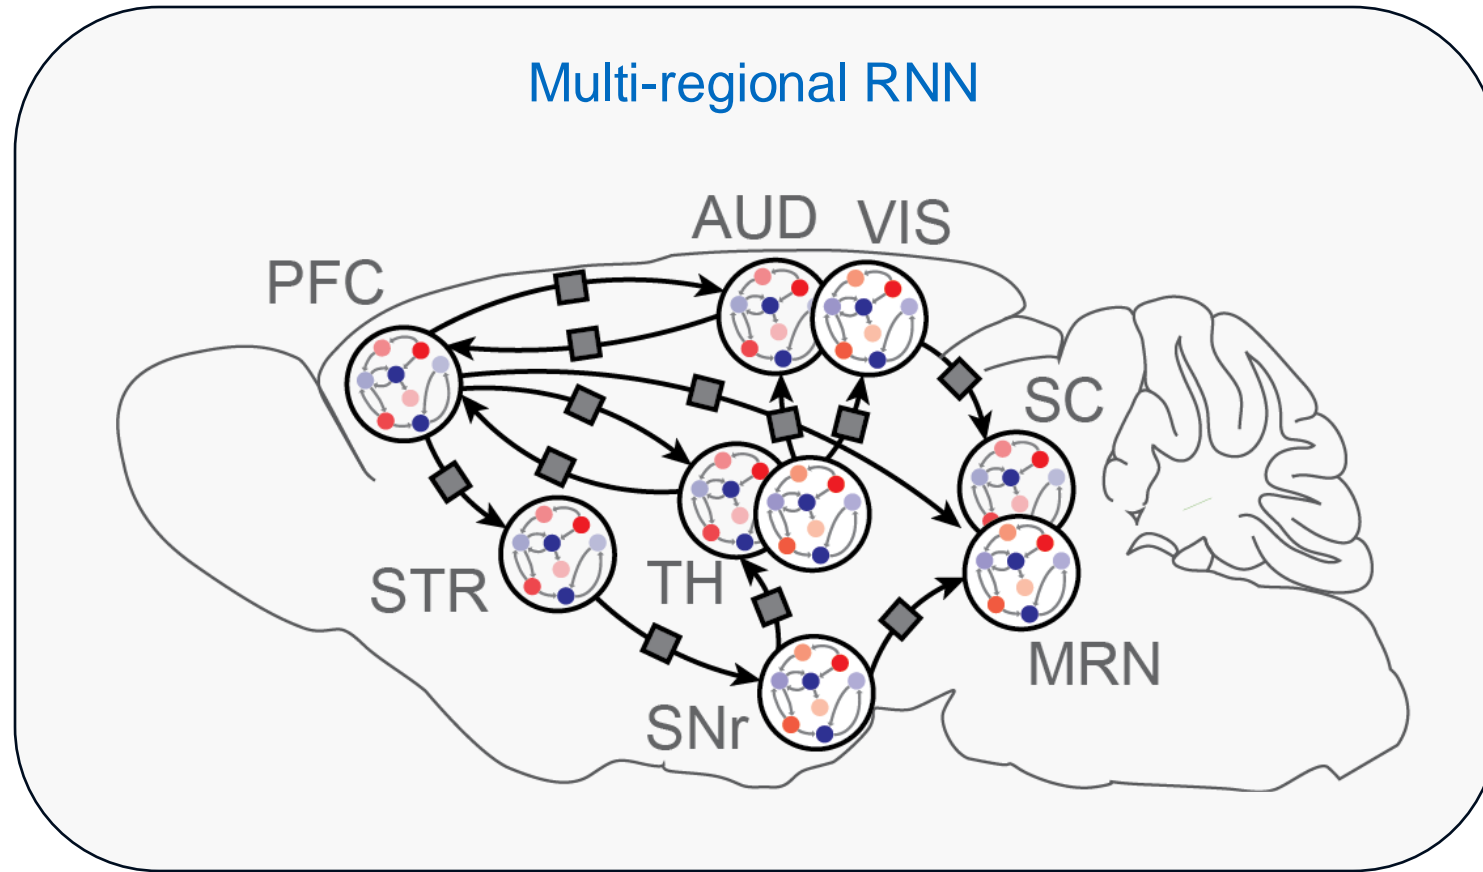 Multi-regional RNN
AUD VIS
PFC
SC
STR
TH
MRN
SNr